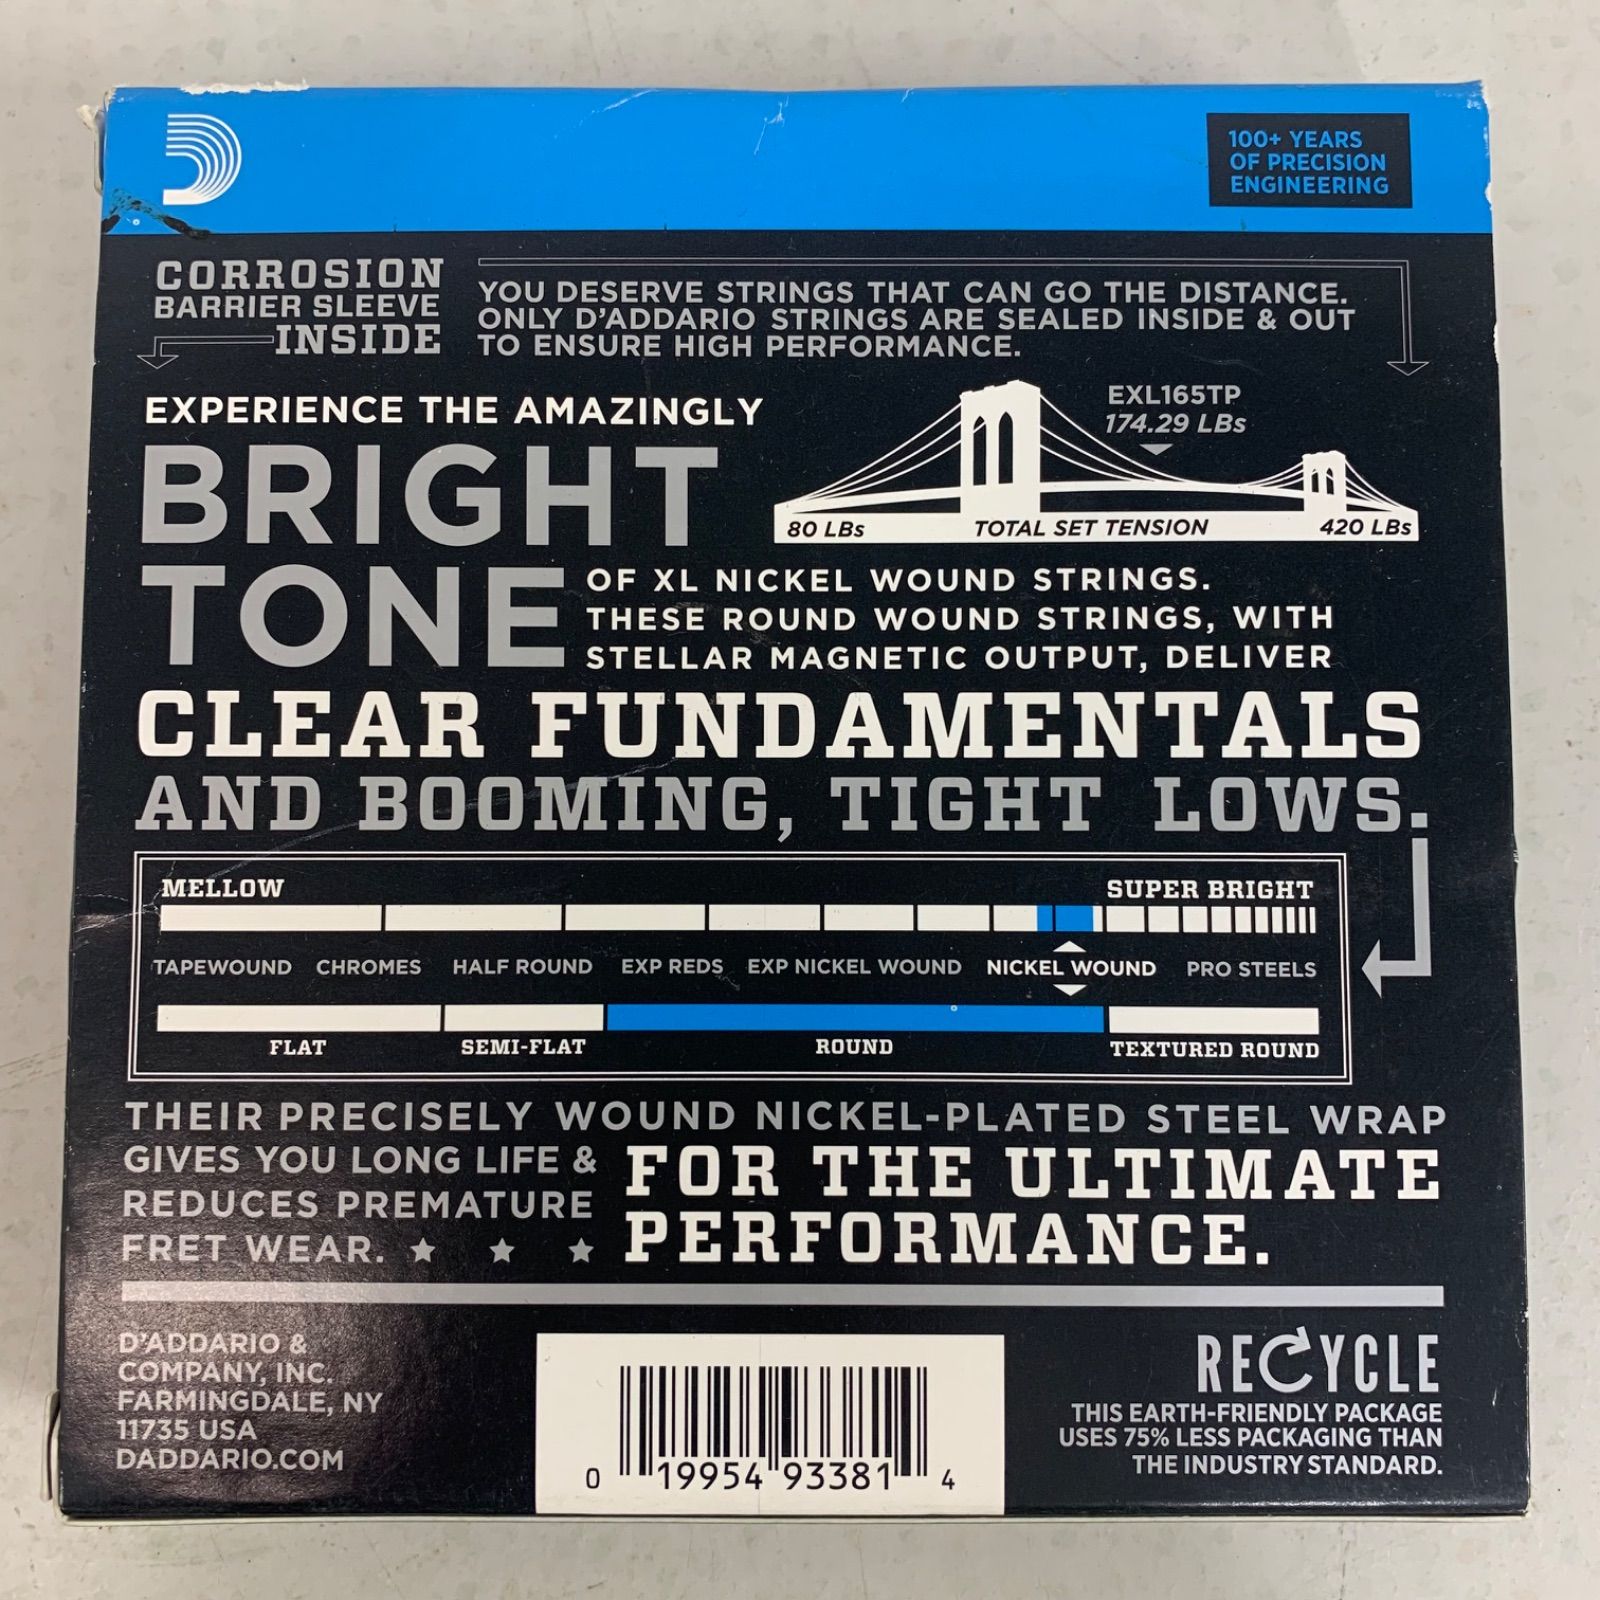 100+ YEARS
OF PRECISION
ENGINEERING
CORROSION
BARRIER SLEEVE
INSIDE
YOU DESERVE STRINGS THAT CAN GO THE DISTANCE.
ONLY D'ADDARIO STRINGS ARE SEALED INSIDE & OUT
TO ENSURE HIGH PERFORMANCE.
EXPERIENCE THE AMAZINGLY
BRIGHT
TONE
EXL165TP
174.29 LBs
80 LBs TOTAL SET TENSION 420 LBs
OF XL NICKEL WOUND STRINGS.
THESE ROUND WOUND STRINGS, WITH
STELLAR MAGNETIC OUTPUT, DELIVER
CLEAR FUNDAMENTALS
AND BOOMING, TIGHT LOWS.
MELLOW SUPER BRIGHT
TAPEWOUND CHROMES HALF ROUND EXP REDS EXP NICKEL WOUND NICKEL WOUND PRO STEELS
FLAT SEMI-FLAT ROUND TEXTURED ROUND
THEIR PRECISELY WOUND NICKEL-PLATED STEEL WRAP
GIVES YOU LONG LIFE &
REDUCES PREMATURE
FRET WEAR.
FOR THE ULTIMATE
PERFORMANCE.
D'ADDARIO &
COMPANY, INC.
FARMINGDALE, NY
11735 USA
DADDARIO.COM
0 19954 93381 4
RECYCLE
THIS EARTH-FRIENDLY PACKAGE
USES 75% LESS PACKAGING THAN
THE INDUSTRY STANDARD.